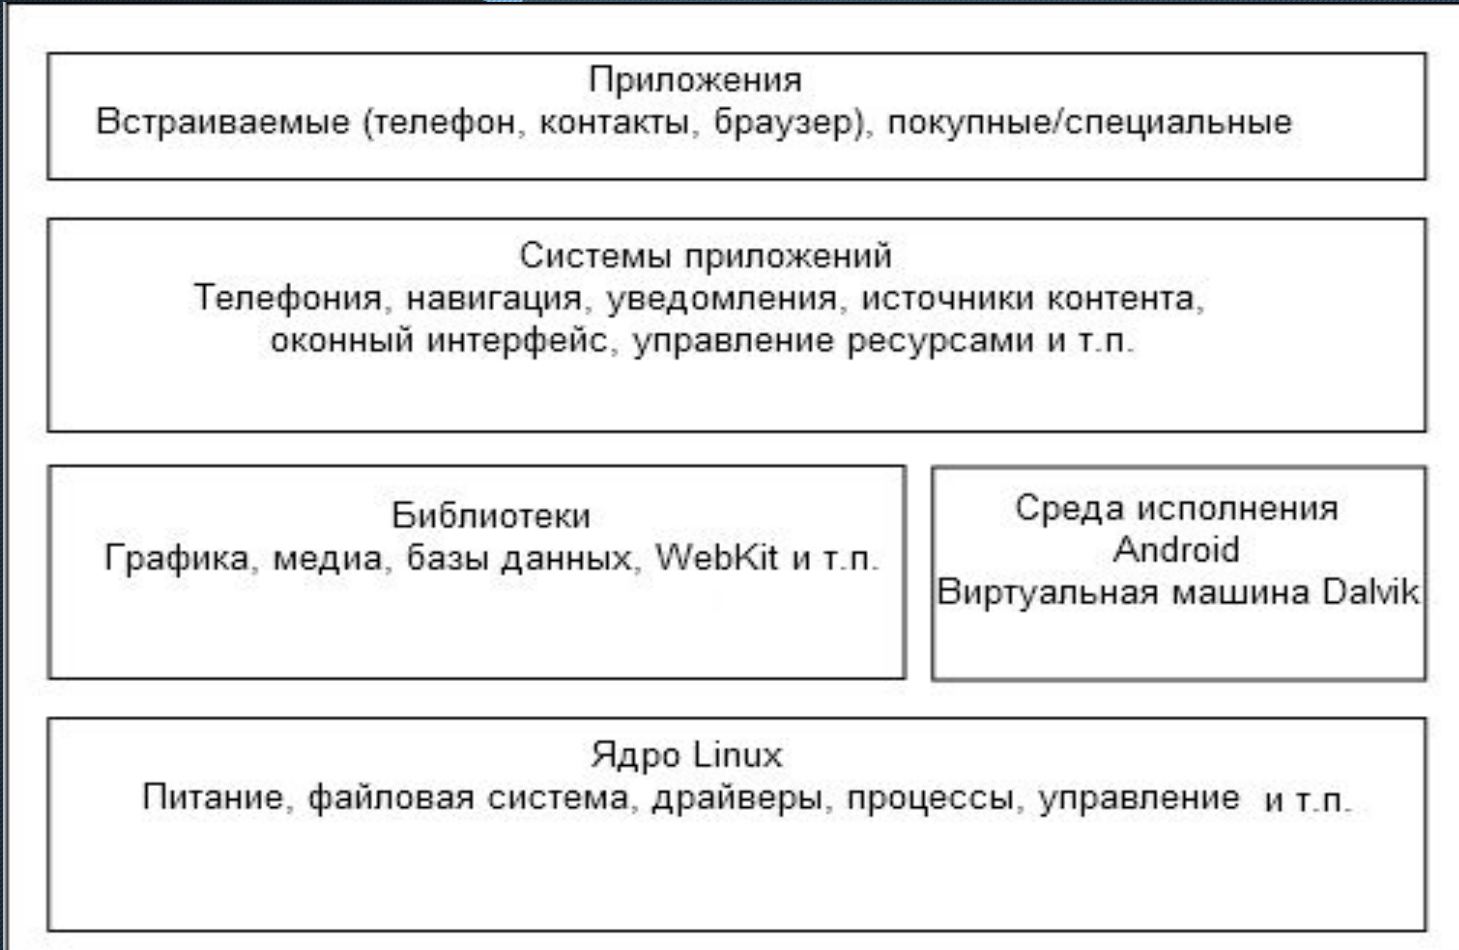 Приложения
Встраиваемые (телефон, контакты, браузер), покупные/специальные
Системы приложений
Телефония, навигация, уведомления, источники контента,
оконный интерфейс, управление ресурсами и т.п.
Библиотеки
Графика, медиа, базы данных, WebKit и т.п.
Среда исполнения
Android
Виртуальная машина Dalvik
Ядро Linux
Питание, файловая система, драйверы, процессы, управление и т.п.